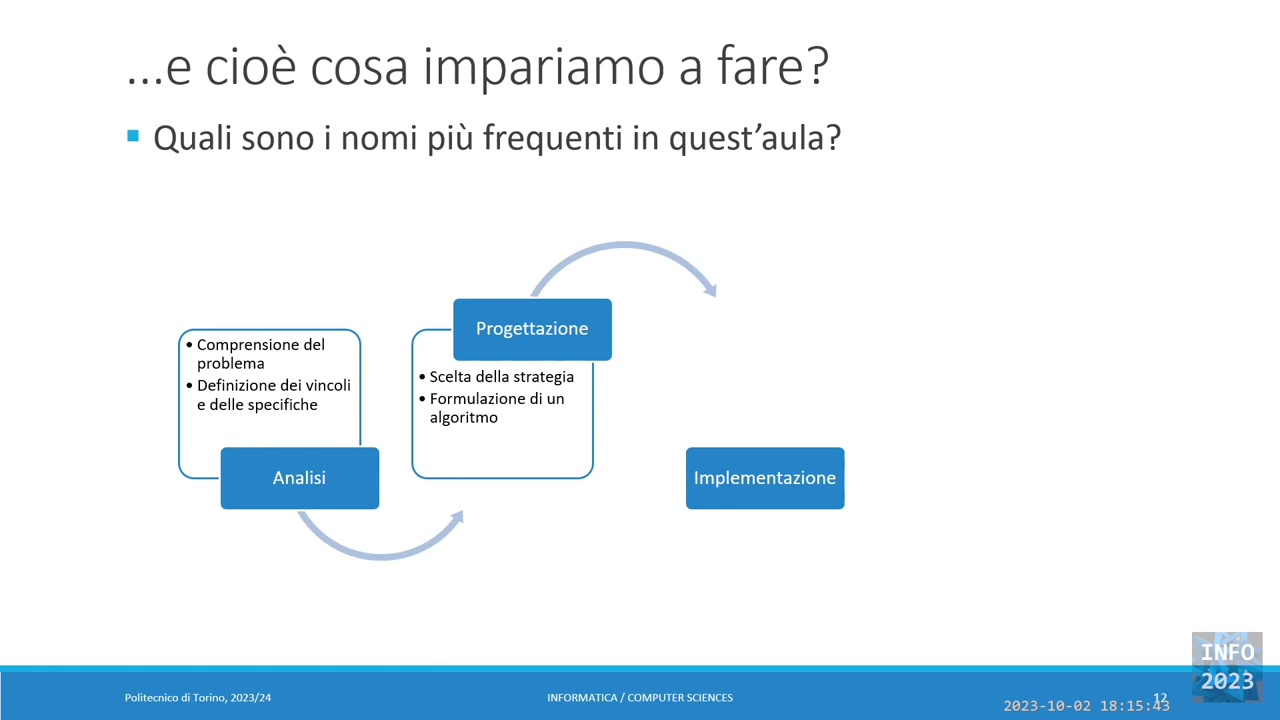 ...e cioè cosa impariamo a fare?
▪ Quali sono i nomi più frequenti in quest’aula?
• Comprensione del
problema
• Definizione dei vincoli
e delle specifiche
Analisi
Progettazione
• Scelta della strategia
• Formulazione di un
algoritmo
Implementazione
Politecnico di Torino, 2023/24
INFORMATICA / COMPUTER SCIENCES
12
2023-10-02 18:15:43
INFO
2023